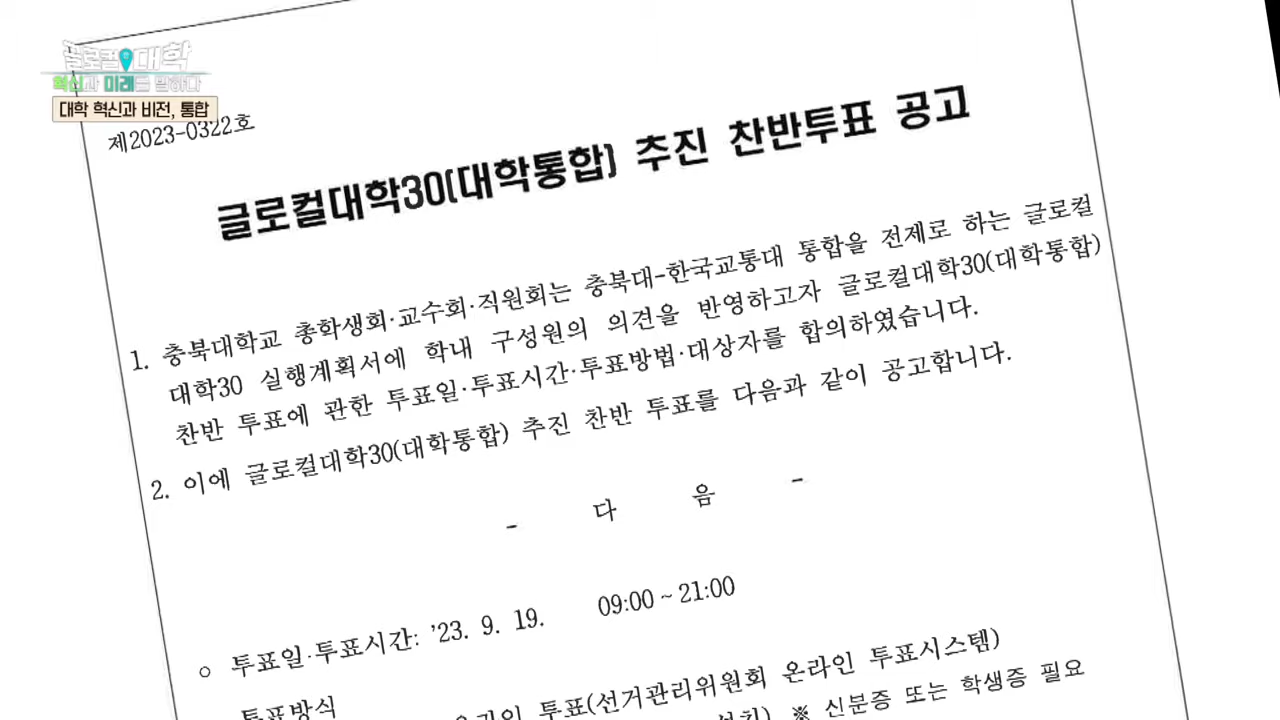 글로컬대학
혁신과 미래를 말하다
대학 혁신과 비전, 통합
제2023-0322호
글로컬대학30(대학통합) 추진 찬반투표 공고
1. 충북대학교 총학생회·교수회·직원회는 충북대-한국교통대 통합을 전제로 하는 글로컬
대학30 실행계획서에 학내 구성원의 의견을 반영하고자 글로컬대학30(대학통합)
찬반 투표에 관한 투표일·투표시간·투표방법·대상자를 합의하였습니다.
2. 이에 글로컬대학30(대학통합) 추진 찬반 투표를 다음과 같이 공고합니다.
- 다 음 -
○ 투표일·투표시간: '23. 9. 19. 09:00 ~ 21:00
투표방식
투표(선거관리위원회 온라인 투표시스템)
※ 신분증 또는 학생증 필요